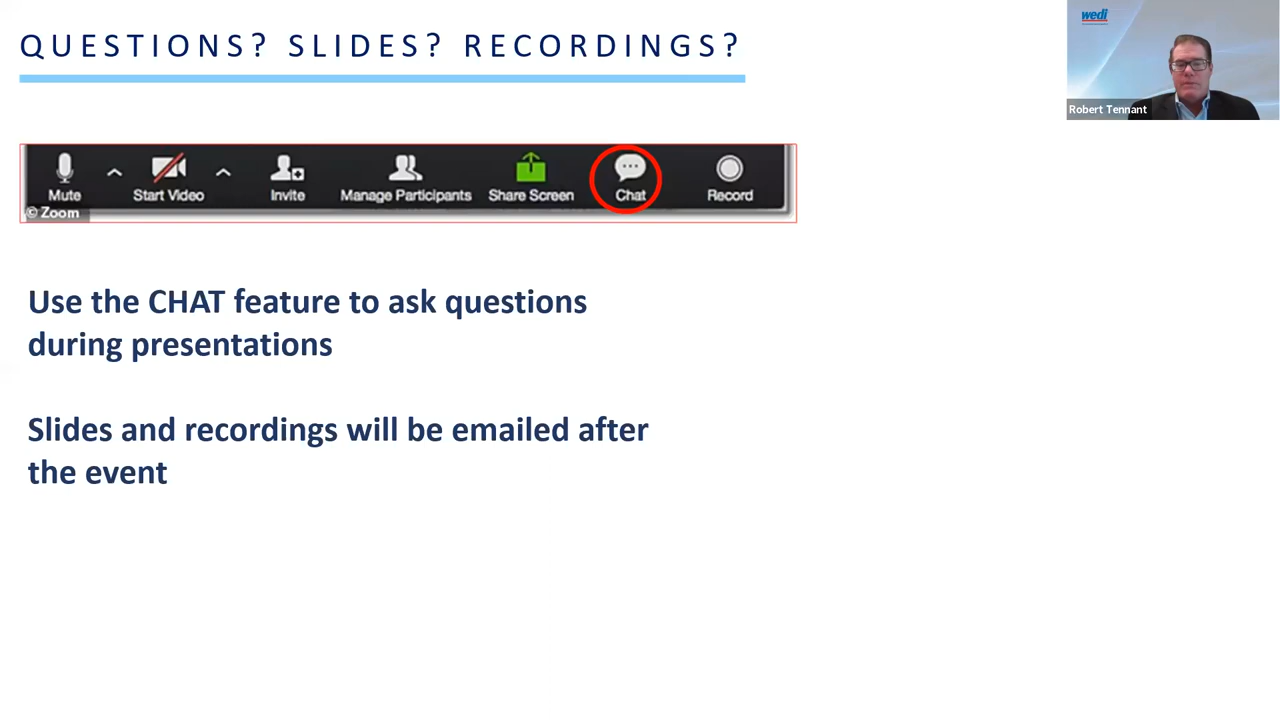 QUESTIONS? SLIDES? RECORDINGS?
wedi
Robert Tennant
Mute
Start Video
Invite
Manage Participants
Share Screen
Chat
Record
© Zoom
Use the CHAT feature to ask questions
during presentations
Slides and recordings will be emailed after
the event